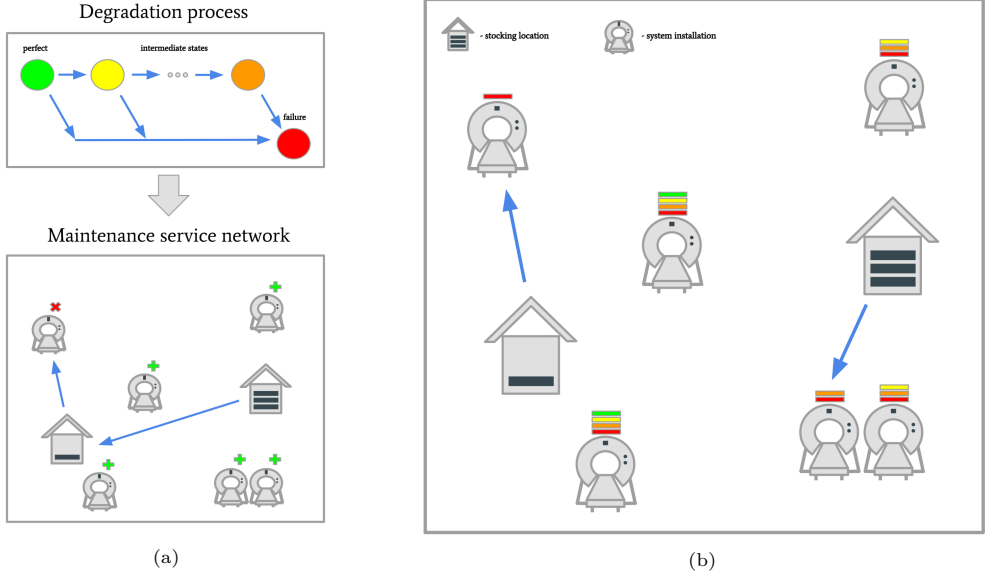 Degradation process
perfect
intermediate states
failure
Maintenance service network
(a)
- stocking location
- system installation
(b)